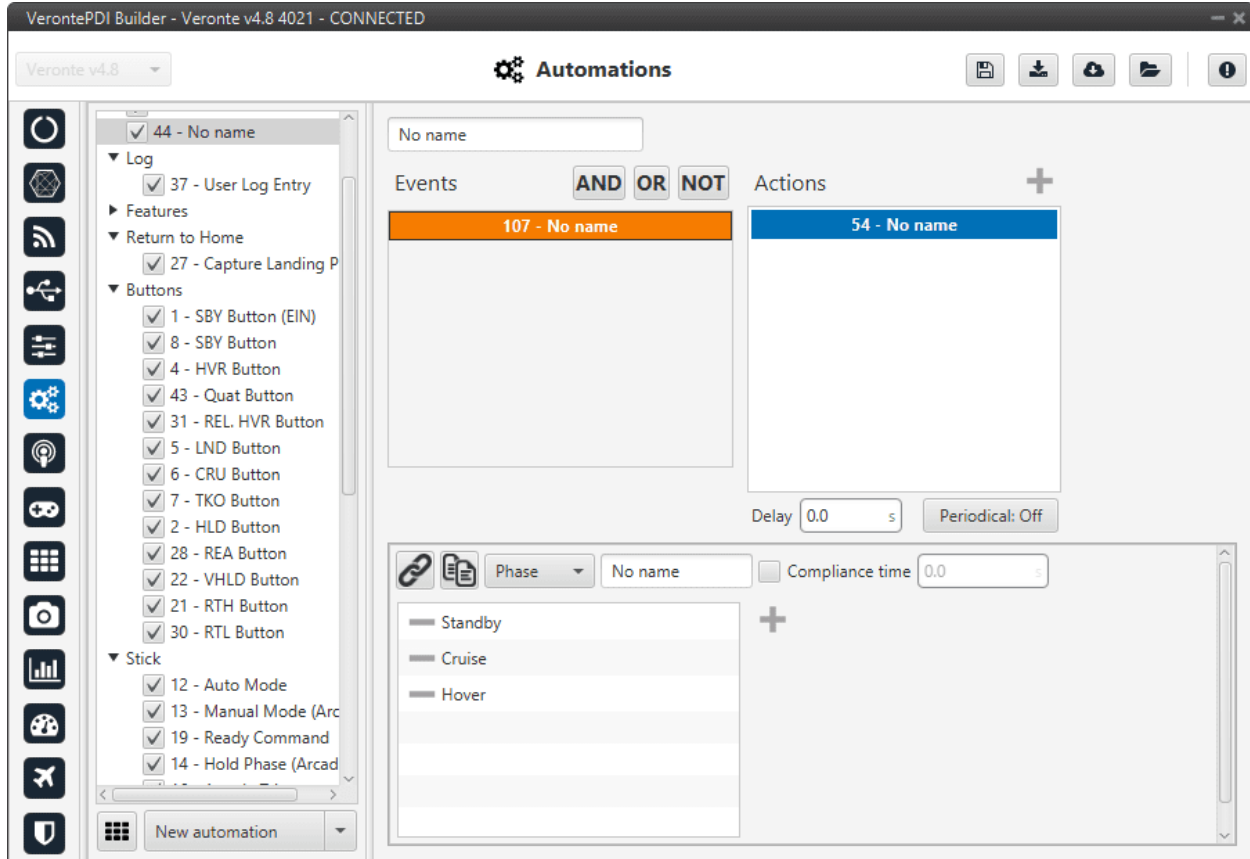 VerontePDI Builder - Veronte v4.8 4021 - CONNECTED
Veronte v4.8
Automations
44 - No name
Log
37 - User Log Entry
Features
Return to Home
27 - Capture Landing P
Buttons
1 - SBY Button (EIN)
8 - SBY Button
4 - HVR Button
43 - Quat Button
31 - REL. HVR Button
5 - LND Button
6 - CRU Button
7 - TKO Button
2 - HLD Button
28 - REA Button
22 - VHLD Button
21 - RTH Button
30 - RTL Button
Stick
12 - Auto Mode
13 - Manual Mode (Arc
19 - Ready Command
14 - Hold Phase (Arcad
New automation
No name
Events AND OR NOT
107 - No name
Actions
54 - No name
Delay 0.0 s Periodical: Off
Phase No name Compliance time 0.0 s
Standby
Cruise
Hover